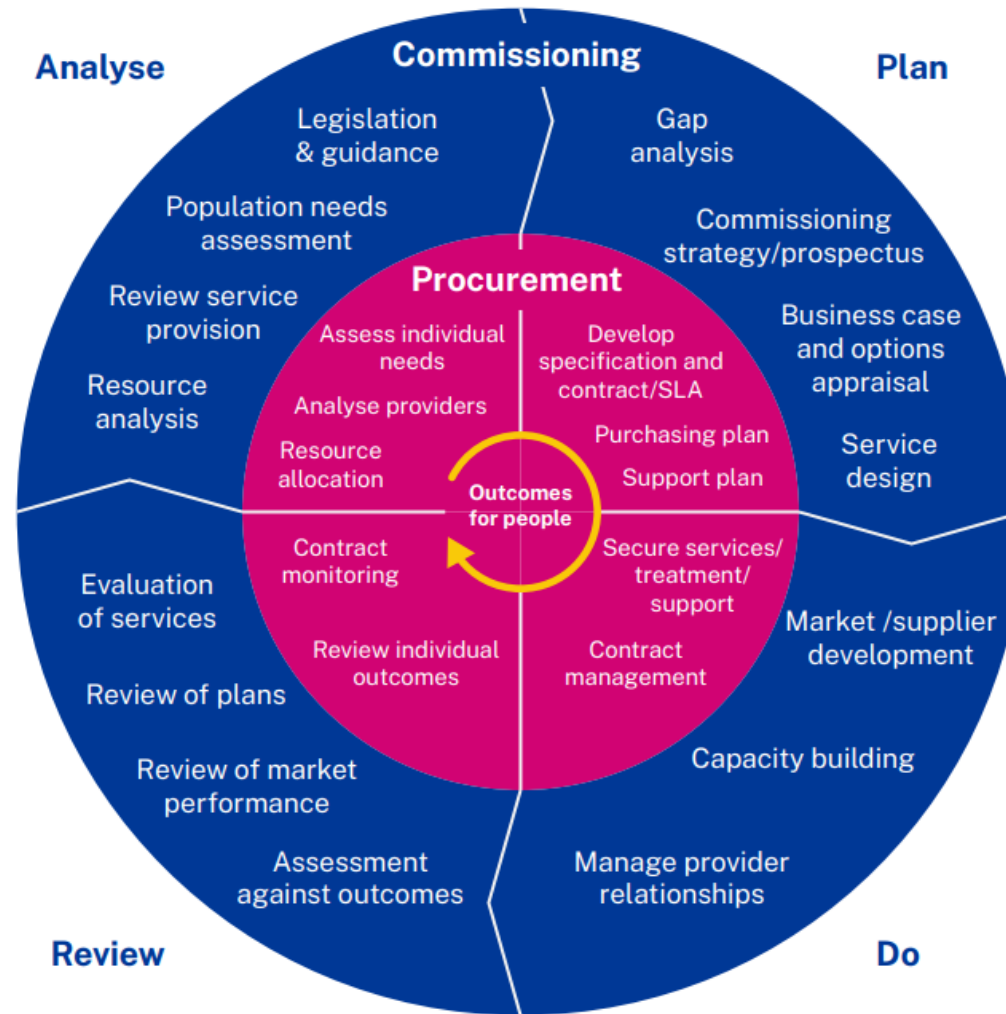 Analyse
Commissioning
Plan
Legislation
& guidance
Population needs
assessment
Review service
provision
Resource
analysis
Gap
analysis
Commissioning
strategy/prospectus
Business case
and options
appraisal
Service
design
Procurement
Assess individual
needs
Analyse providers
Resource
allocation
Develop
specification and
contract/SLA
Purchasing plan
Support plan
Outcomes
for people
Contract
monitoring
Review individual
outcomes
Secure services/
treatment/
support
Contract
management
Evaluation
of services
Review of plans
Review of market
performance
Assessment
against outcomes
Market /supplier
development
Capacity building
Manage provider
relationships
Review
Do